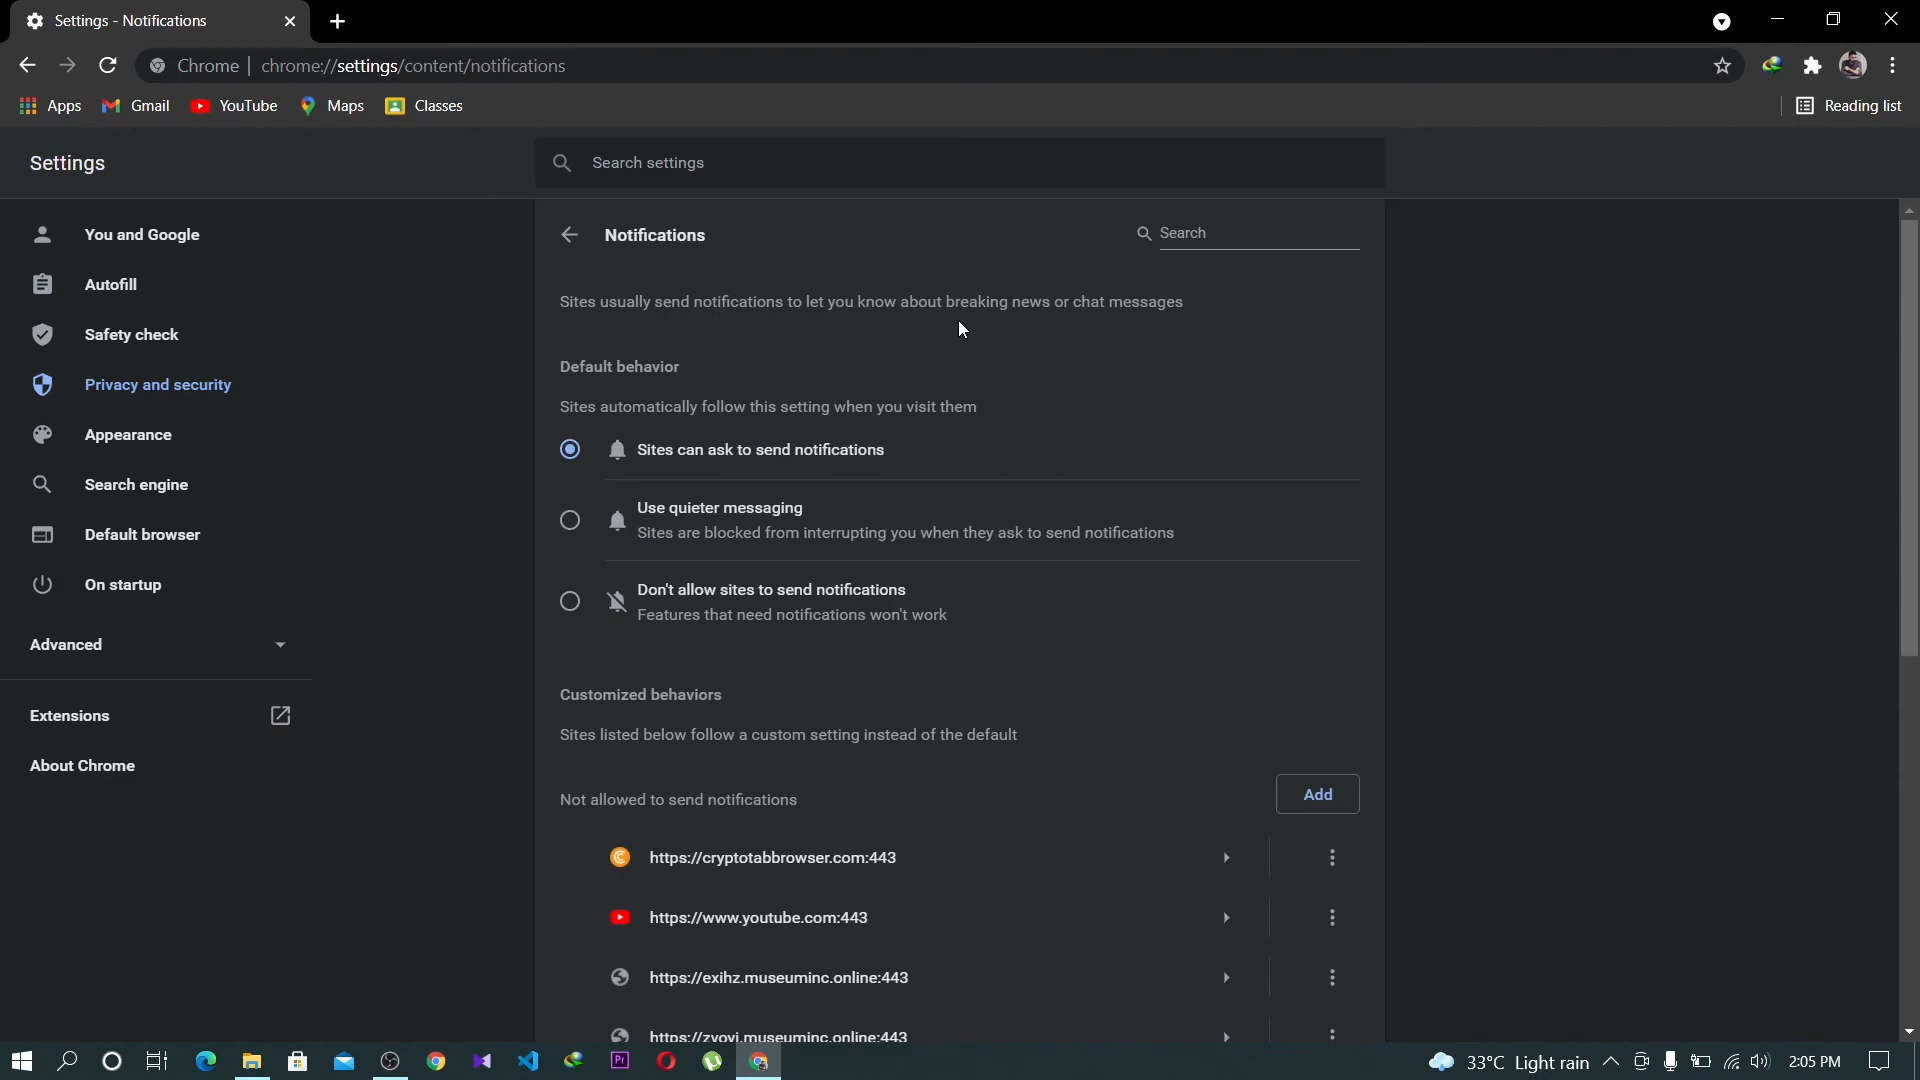 Settings - Notifications
Chrome | chrome://settings/content/notifications
Apps Gmail YouTube Maps Classes Reading list
Settings
Search settings
You and Google
Autofill
Safety check
Privacy and security
Appearance
Search engine
Default browser
On startup
Advanced
Extensions
About Chrome
Notifications
Search
Sites usually send notifications to let you know about breaking news or chat messages
Default behavior
Sites automatically follow this setting when you visit them
Sites can ask to send notifications
Use quieter messaging
Sites are blocked from interrupting you when they ask to send notifications
Don't allow sites to send notifications
Features that need notifications won't work
Customized behaviors
Sites listed below follow a custom setting instead of the default
Not allowed to send notifications
Add
https://cryptotabbrowser.com:443
https://www.youtube.com:443
https://exihz.museuminc.online:443
https://zvovi.museuminc.online:443
Pr
33°C Light rain 2:05 PM